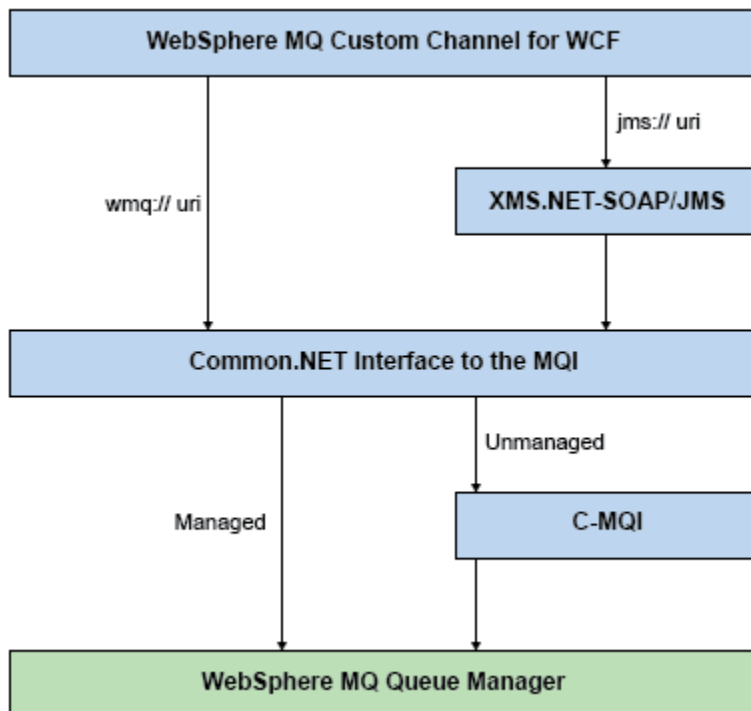 WebSphere MQ Custom Channel for WCF
jms:// uri
wmq:// uri
XMS.NET-SOAP/JMS
Common.NET Interface to the MQI
Unmanaged
Managed
C-MQI
WebSphere MQ Queue Manager